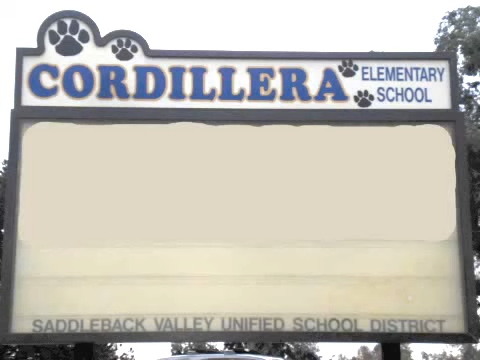 CORDILLERA ELEMENTARY
SCHOOL
SADDLEBACK VALLEY UNIFIED SCHOOL DISTRICT